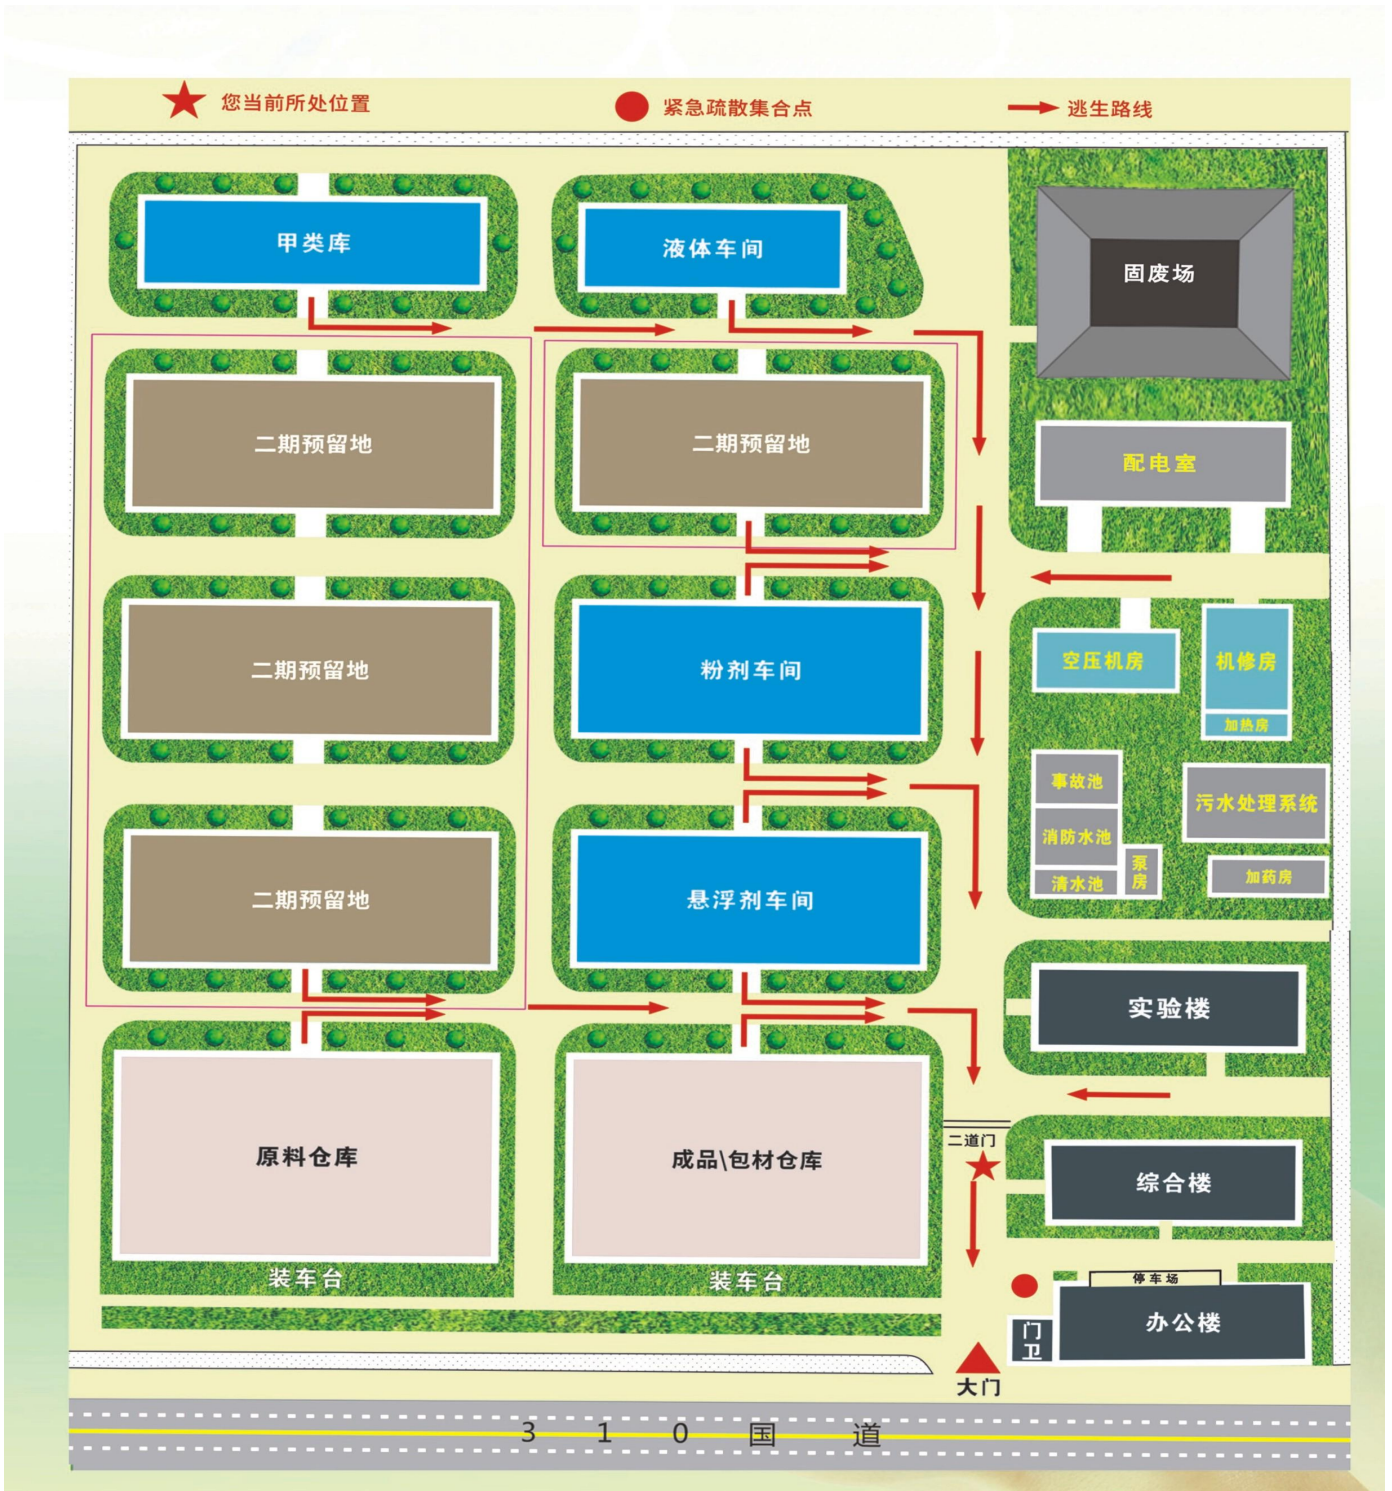 您当前所处位置
紧急疏散集合点
逃生路线
甲类库
液体车间
固废场
二期预留地
二期预留地
配电室
二期预留地
粉剂车间
空压机房
机修房
加热房
事故池
消防水池
清水池
泵房
污水处理系统
加药房
二期预留地
悬浮剂车间
实验楼
原料仓库
成品\包材仓库
二道门
综合楼
装车台
装车台
停车场
办公楼
门卫
大门
310国道